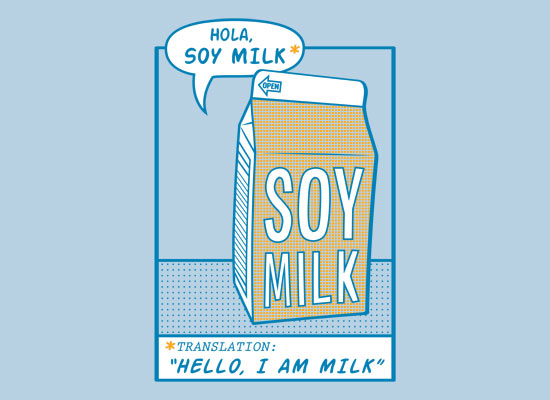 HOLA,
SOY MILK*
OPEN
SOY
MILK
*TRANSLATION:
"HELLO, I AM MILK"